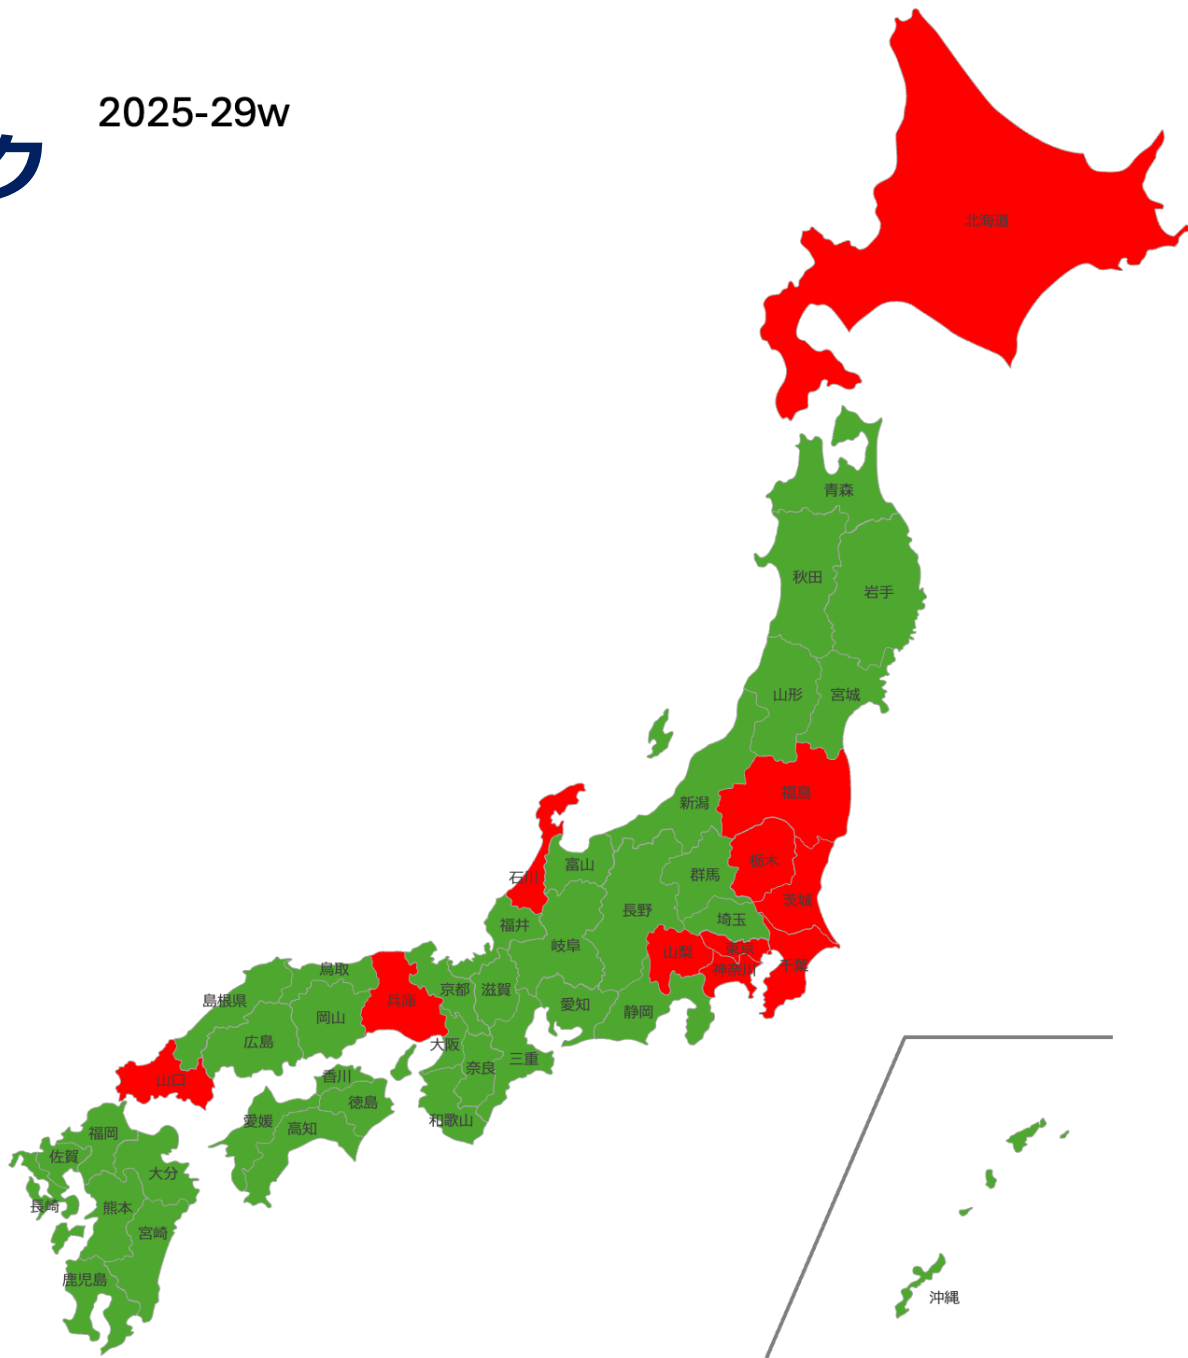 2025-29w
ク
北海道
青森
秋田
岩手
山形
宮城
新潟
福島
富山
石川
群馬
栃木
茨城
長野
埼玉
福井
岐阜
山梨
東京
神奈川
千葉
鳥取
兵庫
京都
滋賀
愛知
静岡
島根県
岡山
広島
大阪
奈良
三重
山口
香川
徳島
和歌山
愛媛
高知
福岡
佐賀
大分
長崎
熊本
宮崎
鹿児島
沖縄